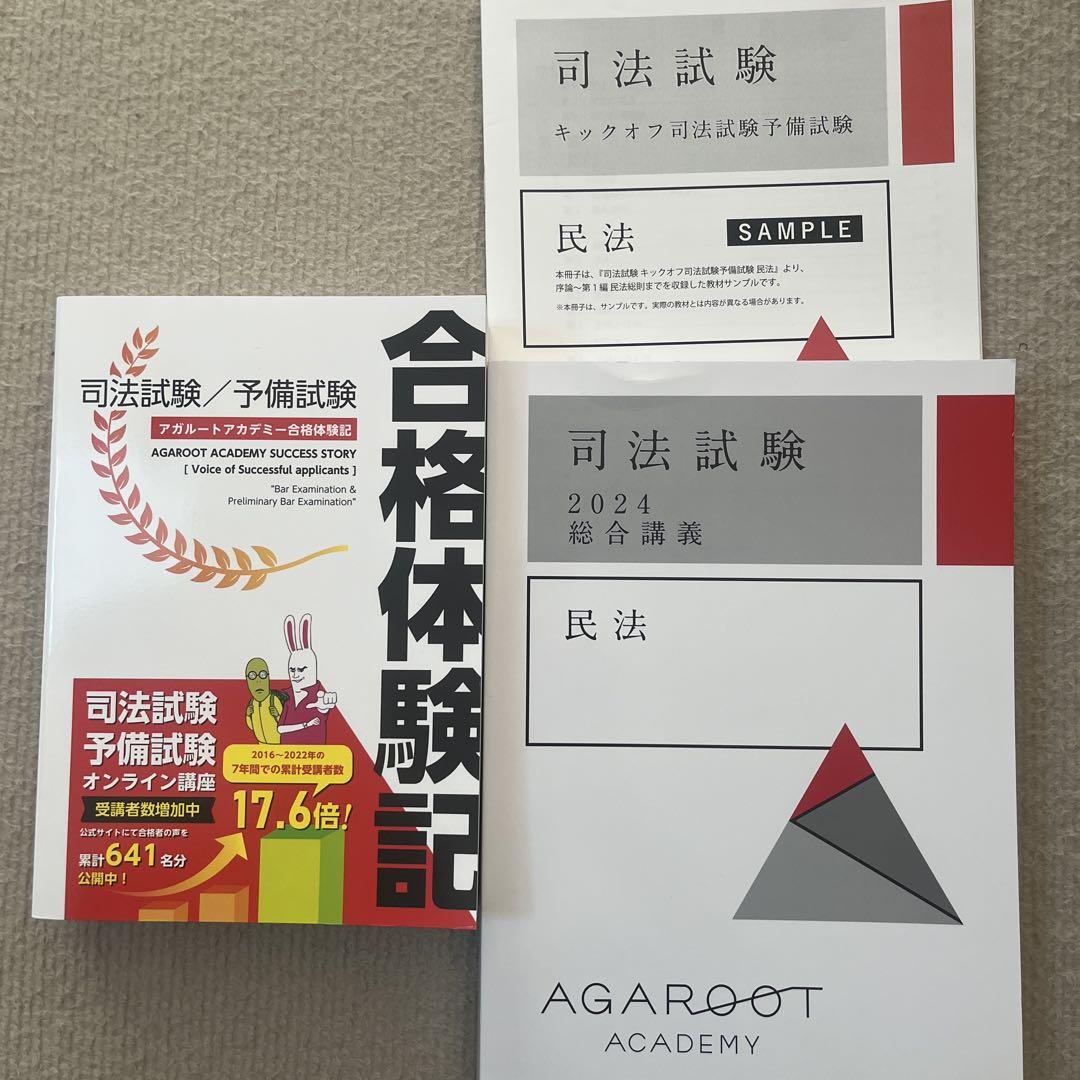 司法試験
キックオフ司法試験予備試験
民法
SAMPLE
本冊子は、『司法試験 キックオフ司法試験予備試験 民法』より、
序論〜第1編 民法総則までを収録した教材サンプルです。
※本冊子は、サンプルです。実際の教材とは内容が異なる場合があります。
司法試験／予備試験
アガルートアカデミー合格体験記
AGAROOT ACADEMY SUCCESS STORY
[ Voice of Successful applicants ]
"Bar Examination &
Preliminary Bar Examination"
合格体験記
司法試験
予備試験
オンライン講座
受講者数増加中
公式サイトにて合格者の声を
累計641名分
公開中！
2016〜2022年の
7年間での累計受講者数
17.6倍!
司法試験
2024
総合講義
民法
AGAROOT
ACADEMY